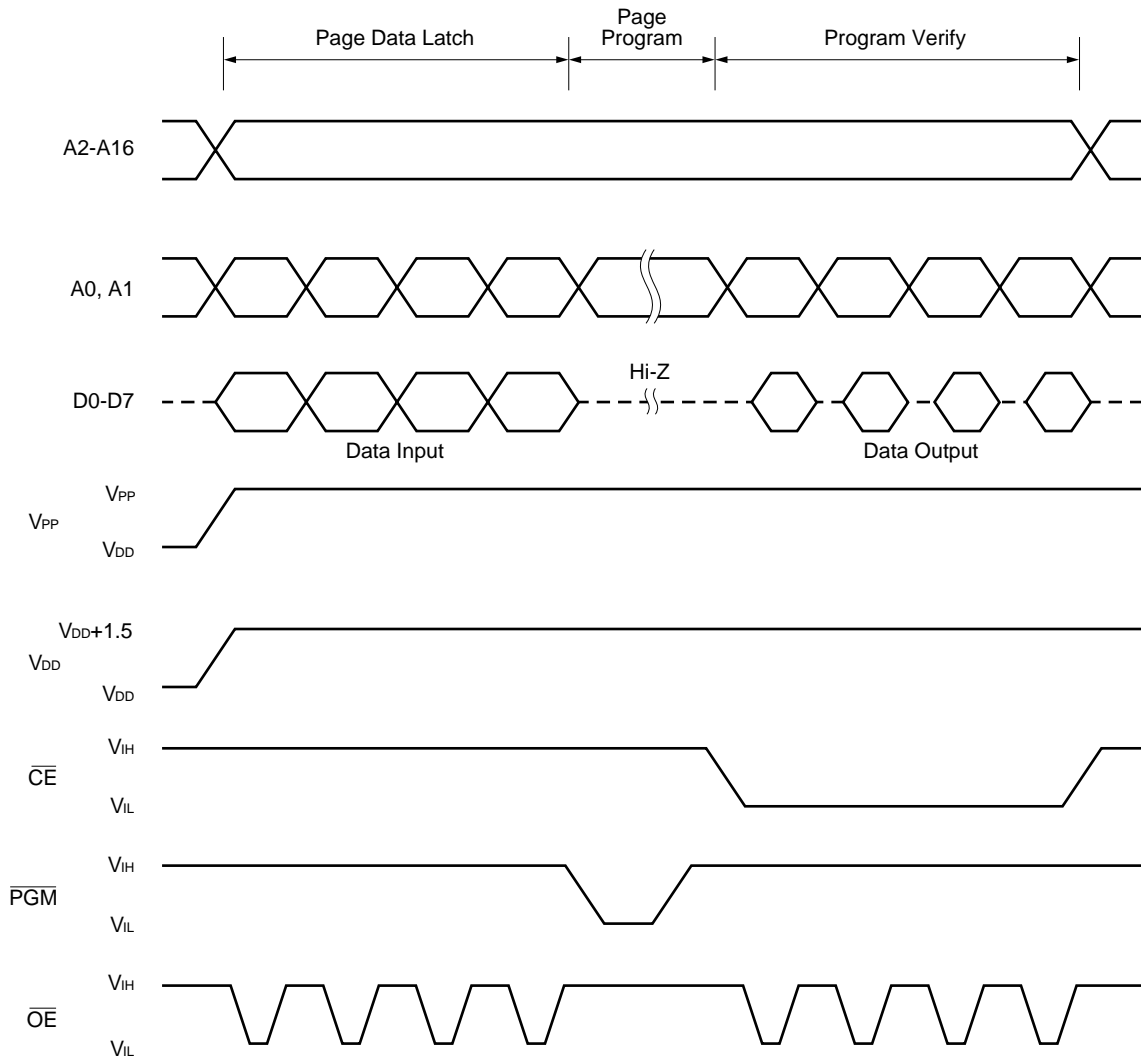 Page Data Latch
Page
Program
Program Verify
A2-A16
A0, A1
D0-D7
Hi-Z
Data Input
Data Output
VPP
VPP
VDD
VDD+1.5
VDD
VDD
VIH
CE
VIL
VIH
PGM
VIL
VIH
OE
VIL